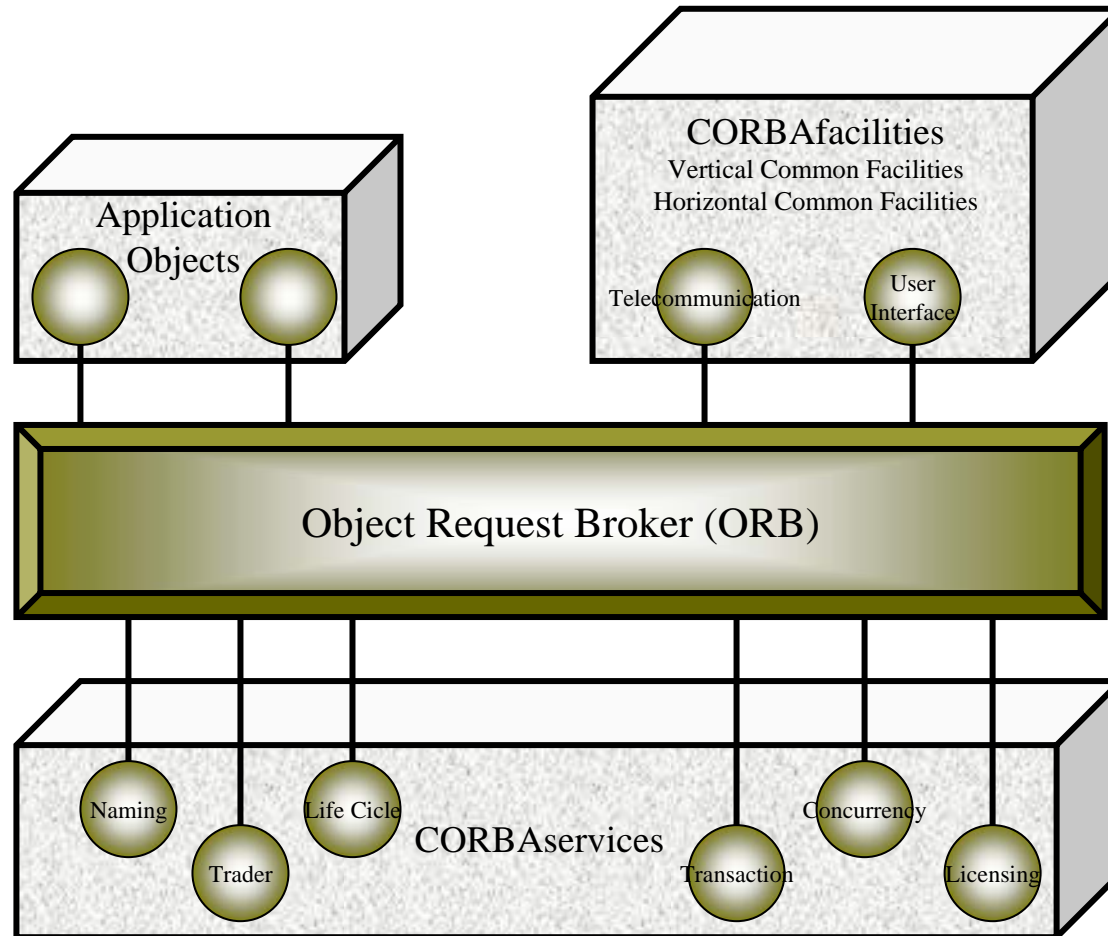 CORBAfacilities
Vertical Common Facilities
Horizontal Common Facilities
Application
Objects
Telecommunication
User
Interface
Object Request Broker (ORB)
Naming
Life Cicle
Concurrency
CORBAservices
Trader
Transaction
Licensing